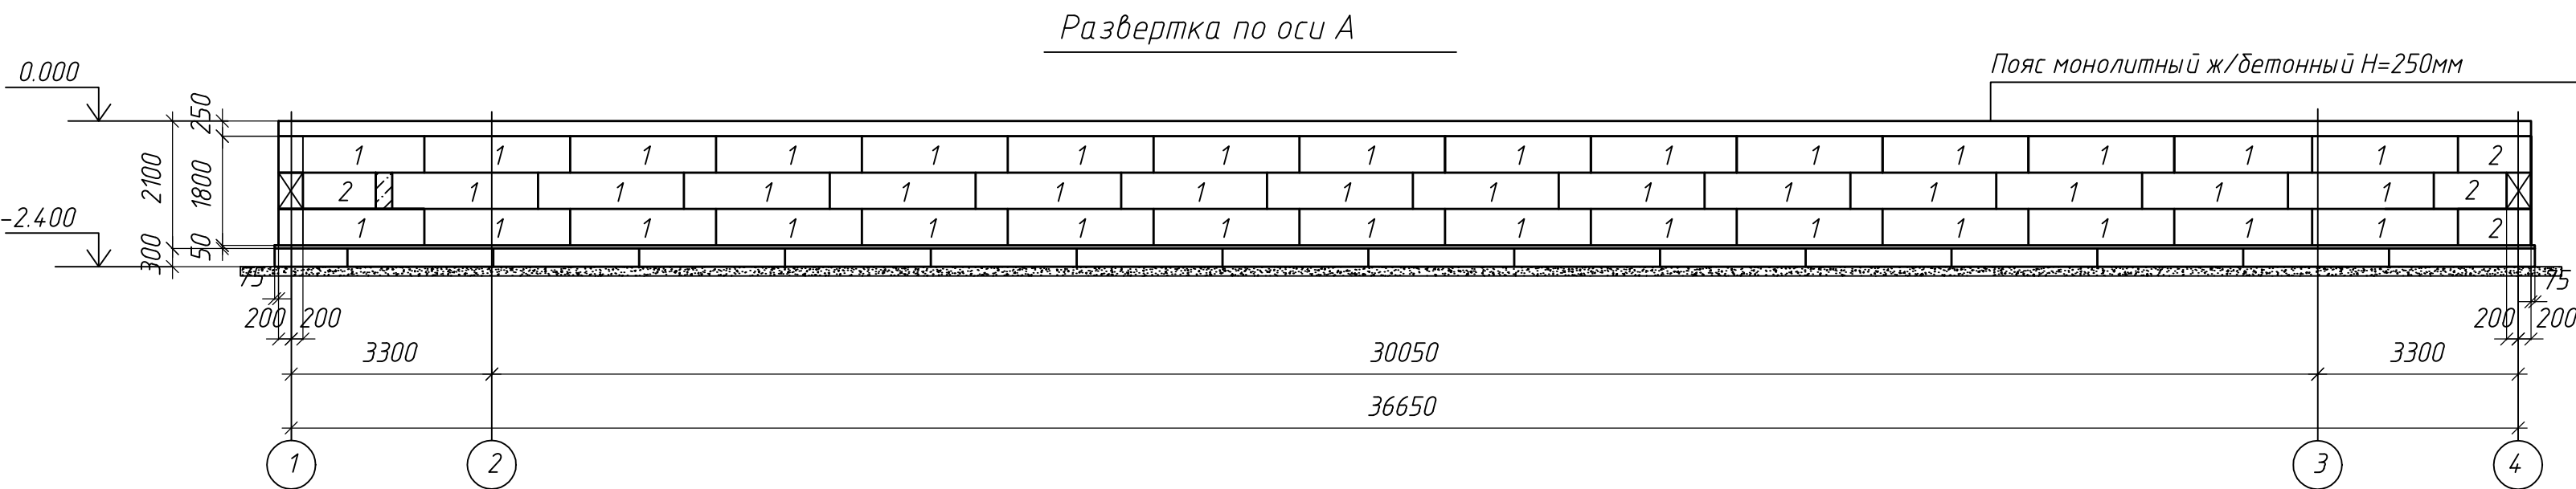 Развертка по оси А
Пояс монолитный ж/бетонный Н=250мм
0.000
-2.400
250
2100
1800
300
50
1 1 1 1 1 1 1 1 1 1 1 1 1 1 1 2
2 1 1 1 1 1 1 1 1 1 1 1 1 1 1 2
1 1 1 1 1 1 1 1 1 1 1 1 1 1 1 2
75 75
200 200 200 200
3300 30050 3300
36650
1 2 3 4